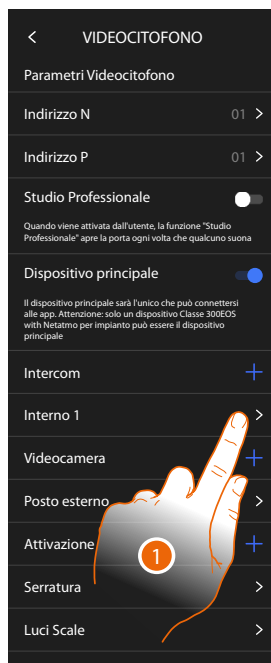 VIDEOCITOFONO
Parametri Videocitofono
Indirizzo N 01
Indirizzo P 01
Studio Professionale
Quando viene attivata dall'utente, la funzione "Studio
Professionale" apre la porta ogni volta che qualcuno suona
Dispositivo principale
Il dispositivo principale sarà l'unico che può connettersi
alle app. Attenzione: solo un dispositivo Classe 300EOS
with Netatmo per impianto può essere il dispositivo
principale
Intercom
Interno 1
Videocamera
Posto esterno
Attivazione
1
Serratura
Luci Scale